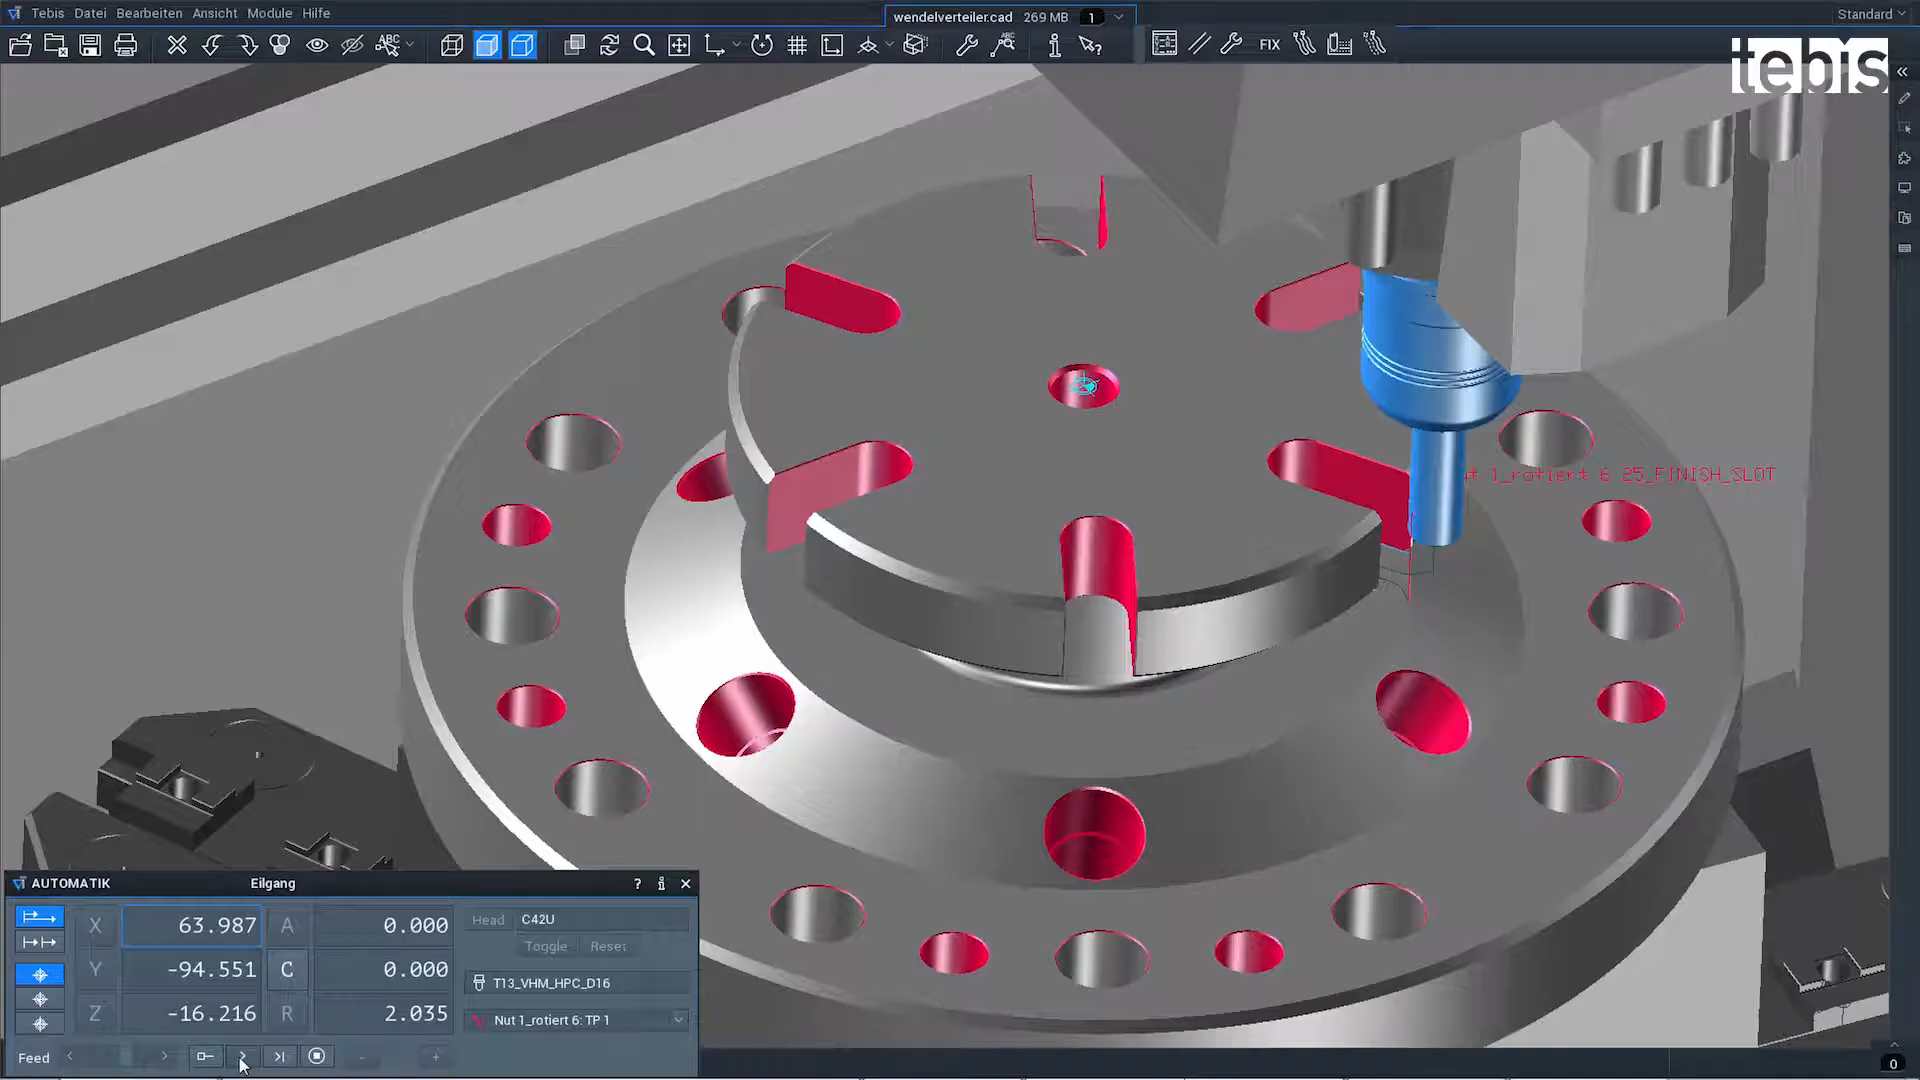 Tebis Datei Bearbeiten Ansicht Module Hilfe
wendelverteiler.cad 269 MB 1
Standard
ABC
ABC
FIX
tebis
1_rotiert 6 25_FINISH_SLOT
AUTOMATIK Eilgang ? i
X 63.987 A 0.000 Head C42U
Toggle Reset
Y -94.551 C 0.000
T13_VHM_HPC_D16
Z -16.216 R 2.035
Nut 1_rotiert 6: TP 1
Feed - +
0